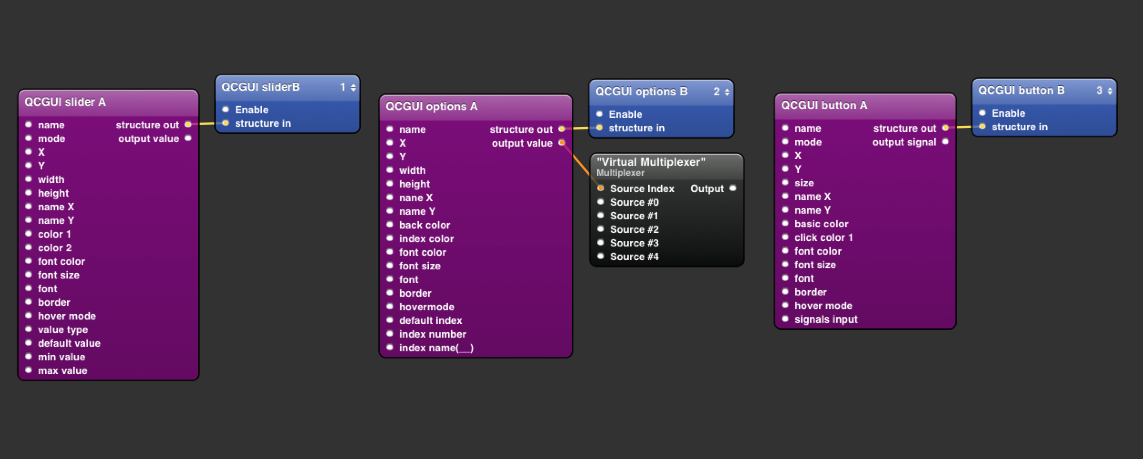 QCGUI slider A
name structure out
mode output value
X
Y
width
height
name X
name Y
color 1
color 2
font color
font size
font
border
hover mode
value type
default value
min value
max value
QCGUI sliderB 1
Enable
structure in
QCGUI options A
name structure out
X output value
Y
width
height
nane X
name Y
back color
index color
font color
font size
font
border
hovermode
default index
index number
index name(__)
QCGUI options B 2
Enable
structure in
"Virtual Multiplexer"
Multiplexer
Source Index Output
Source #0
Source #1
Source #2
Source #3
Source #4
QCGUI button A
name structure out
mode output signal
X
Y
size
name X
name Y
basic color
click color 1
font color
font size
font
border
hover mode
signals input
QCGUI button B 3
Enable
structure in